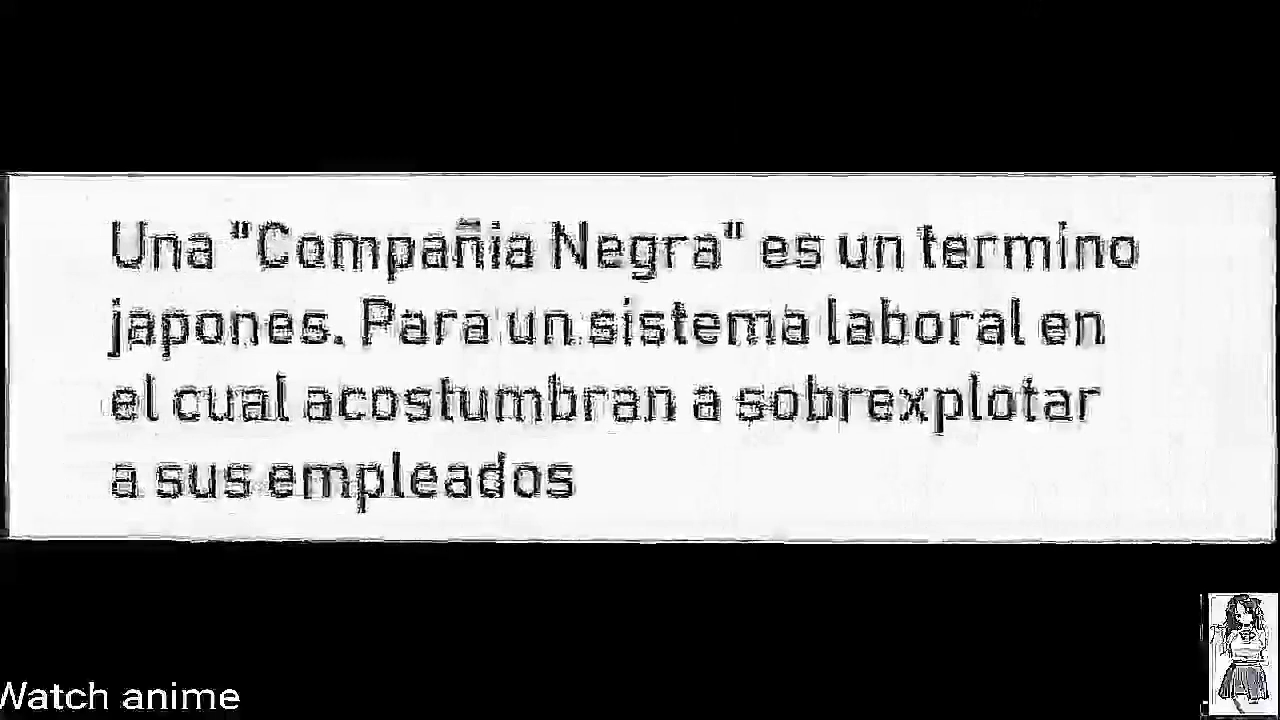 Una "Compañia Negra" es un termino
japones. Para un sistema laboral en
el cual acostumbran a sobrexplotar
a sus empleados
Watch anime